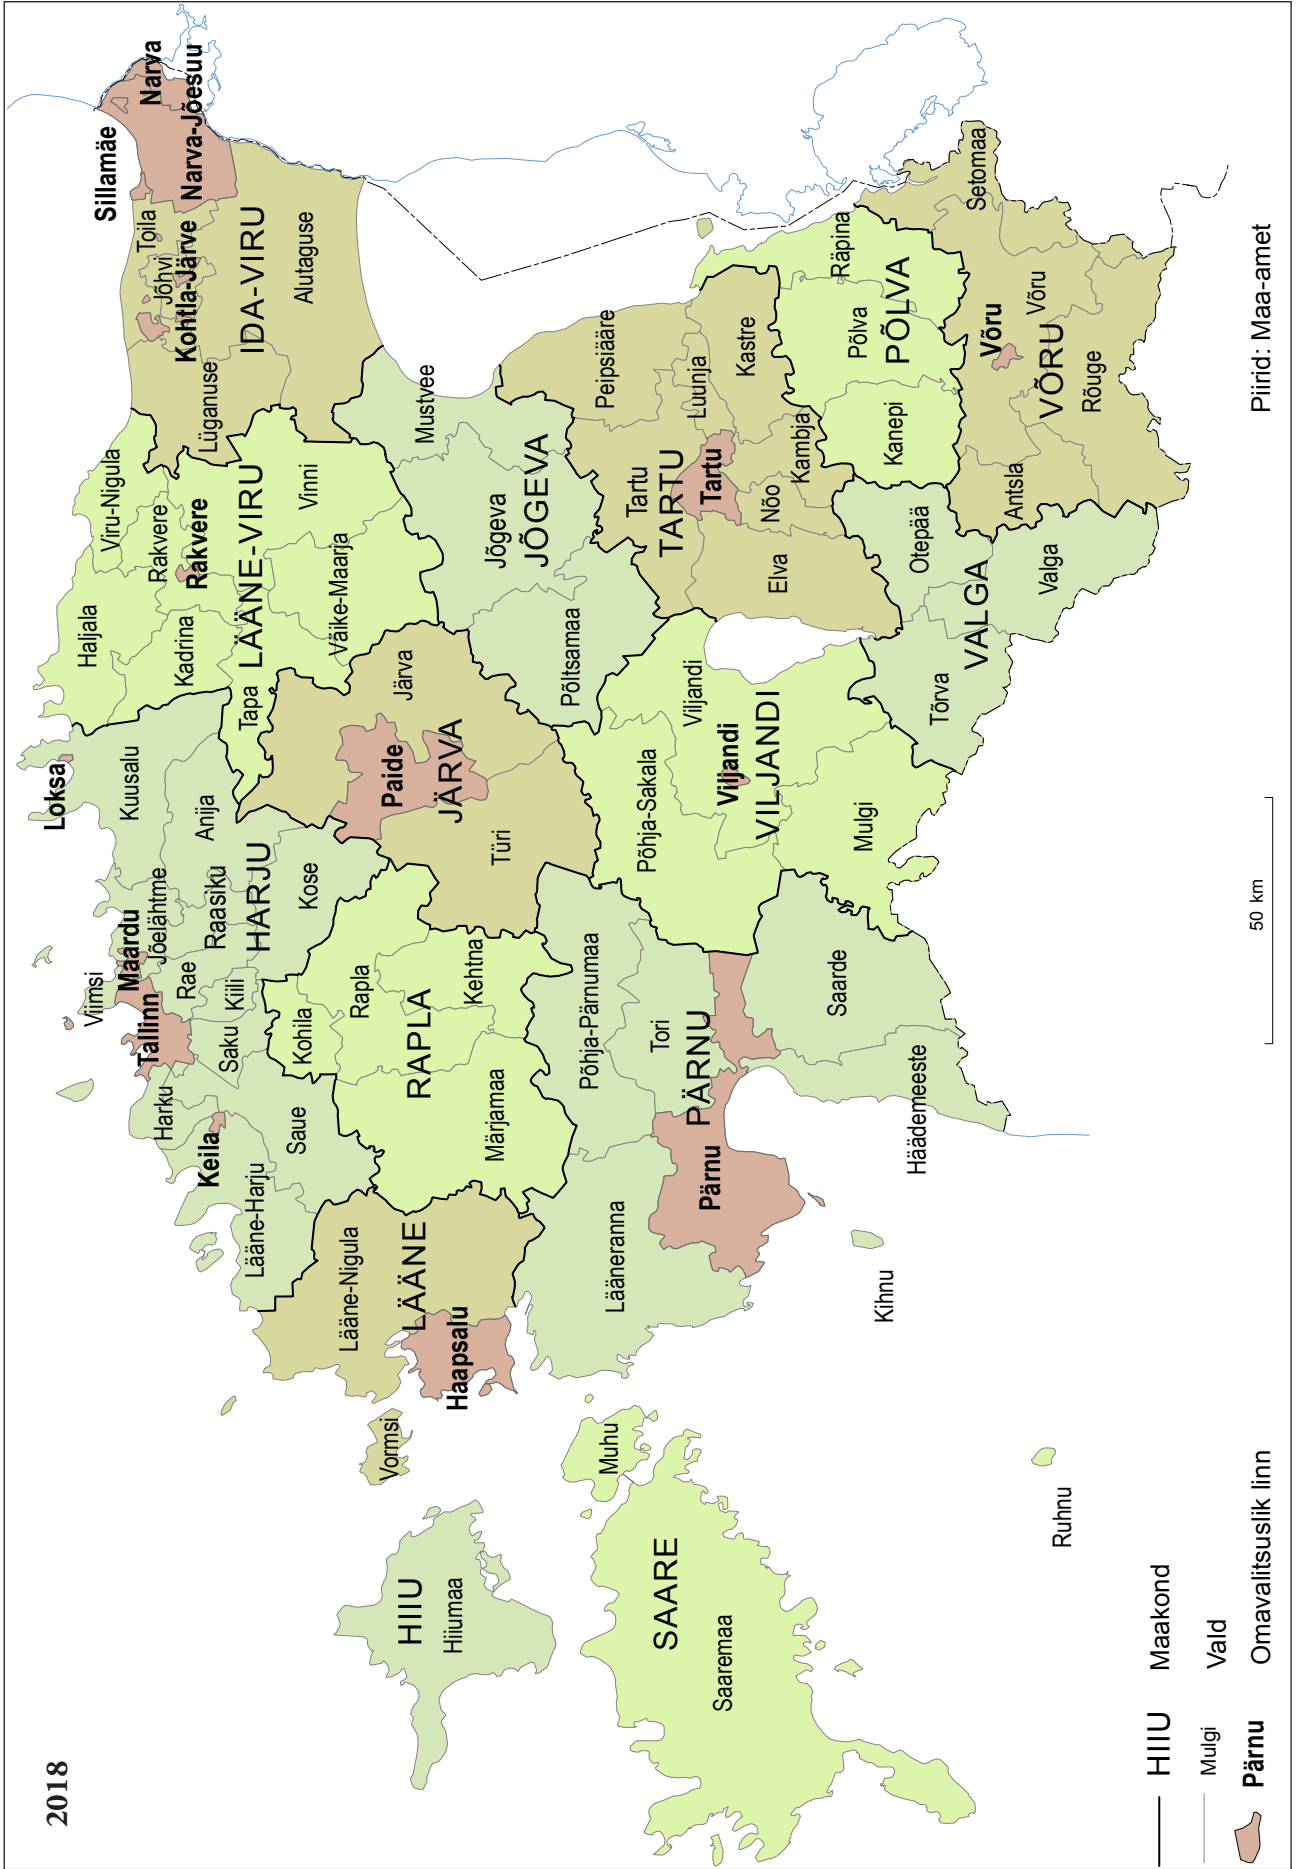 2018
Loksa
Viimsi
Maardu
Tallinn
Jõelähtme
Kuusalu
Harku
Rae
Anija
Raasiku
Keila
Saku
Kiili
HARJU
Lääne-Harju
Saue
Kose
Haljala
Viru-Nigula
Rakvere
Rakvere
Kadrina
Tapa
LÄÄNE-VIRU
Vinni
Väike-Maarja
Sillamäe
Narva
Narva-Jõesuu
Toila
Jõhvi
Kohtla-Järve
Lüganuse
IDA-VIRU
Alutaguse
HIIU
Hiiumaa
Vormsi
Lääne-Nigula
LÄÄNE
Haapsalu
Kohila
Rapla
RAPLA
Kehtna
Märjamaa
Järva
Paide
JÄRVA
Türi
Mustvee
Jõgeva
JÕGEVA
Põltsamaa
Muhu
SAARE
Saaremaa
Ruhnu
Põhja-Pärnumaa
Lääneranna
Tori
PÄRNU
Pärnu
Kihnu
Saarde
Häädemeeste
Põhja-Sakala
Viljandi
Viljandi
VILJANDI
Mulgi
Peipsiääre
Tartu
TARTU
Tartu
Luunja
Kastre
Nõo
Kambja
Elva
Räpina
Põlva
PÕLVA
Kanepi
Otepää
Tõrva
VALGA
Valga
Setomaa
Võru
Võru
VÕRU
Antsla
Rõuge
HIIU Maakond
Mulgi Vald
Pärnu Omavalitsuslik linn
50 km
Piirid: Maa-amet